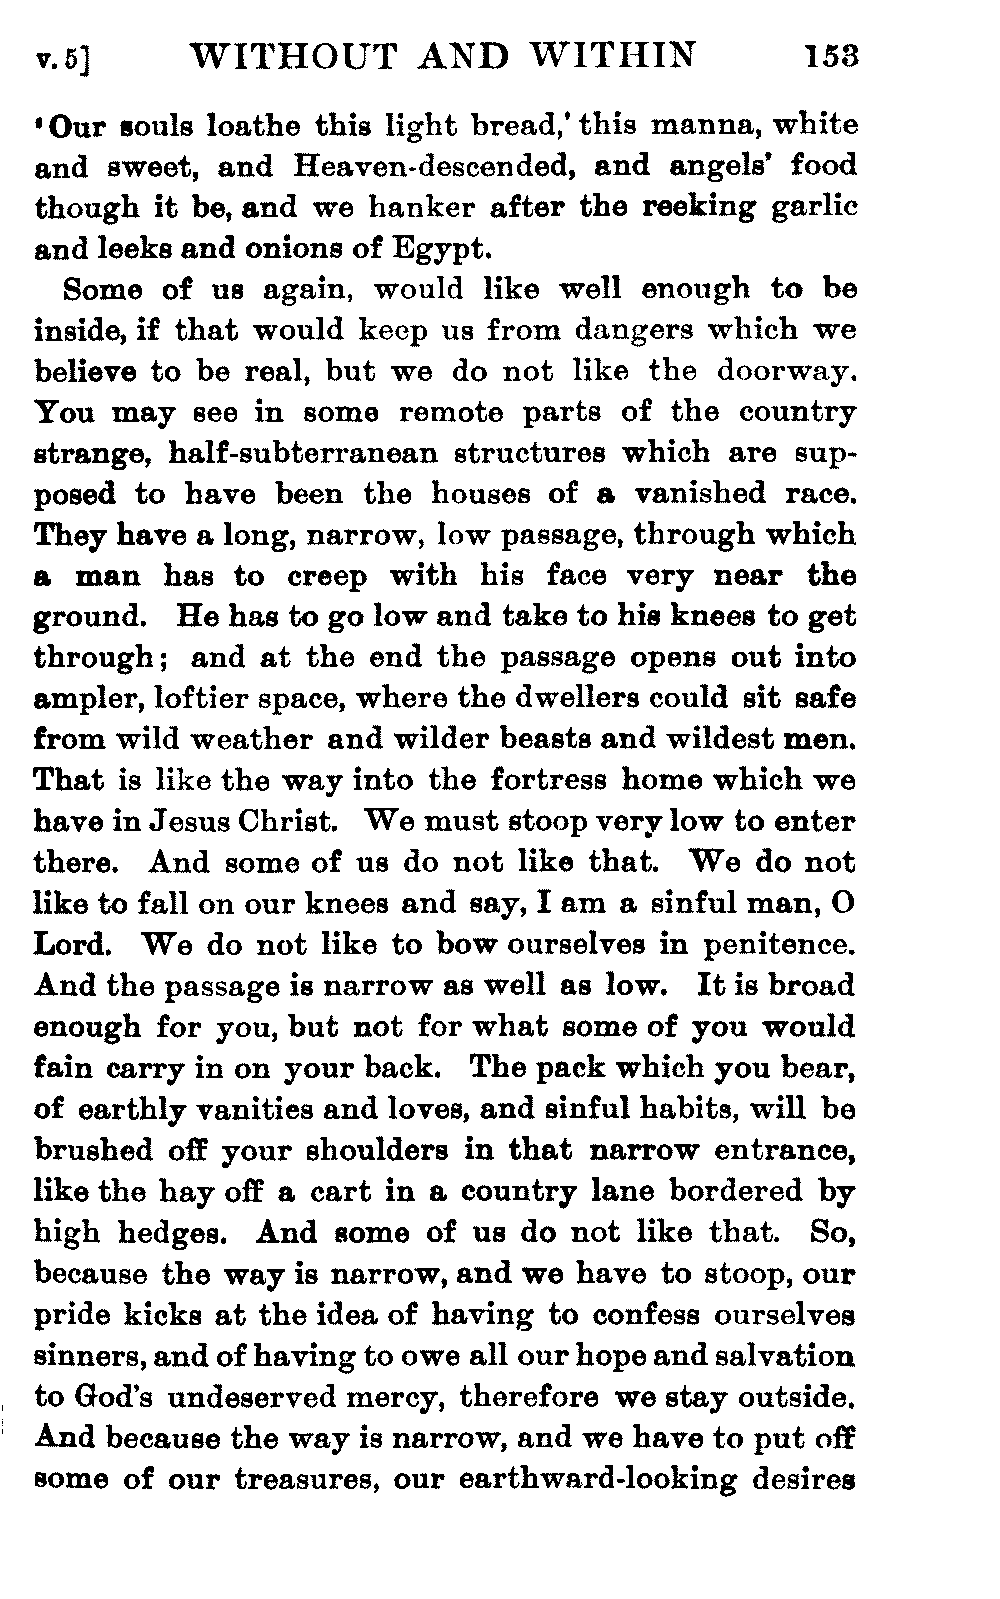 v. 5] WITHOUT AND WITHIN 153
'Our souls loathe this light bread,' this manna, white
and sweet, and Heaven-descended, and angels' food
though it be, and we hanker after the reeking garlic
and leeks and onions of Egypt.
Some of us again, would like well enough to be
inside, if that would keep us from dangers which we
believe to be real, but we do not like the doorway.
You may see in some remote parts of the country
strange, half-subterranean structures which are sup-
posed to have been the houses of a vanished race.
They have a long, narrow, low passage, through which
a man has to creep with his face very near the
ground. He has to go low and take to his knees to get
through; and at the end the passage opens out into
ampler, loftier space, where the dwellers could sit safe
from wild weather and wilder beasts and wildest men.
That is like the way into the fortress home which we
have in Jesus Christ. We must stoop very low to enter
there. And some of us do not like that. We do not
like to fall on our knees and say, I am a sinful man, O
Lord. We do not like to bow ourselves in penitence.
And the passage is narrow as well as low. It is broad
enough for you, but not for what some of you would
fain carry in on your back. The pack which you bear,
of earthly vanities and loves, and sinful habits, will be
brushed off your shoulders in that narrow entrance,
like the hay off a cart in a country lane bordered by
high hedges. And some of us do not like that. So,
because the way is narrow, and we have to stoop, our
pride kicks at the idea of having to confess ourselves
sinners, and of having to owe all our hope and salvation
to God's undeserved mercy, therefore we stay outside.
And because the way is narrow, and we have to put off
some of our treasures, our earthward-looking desires